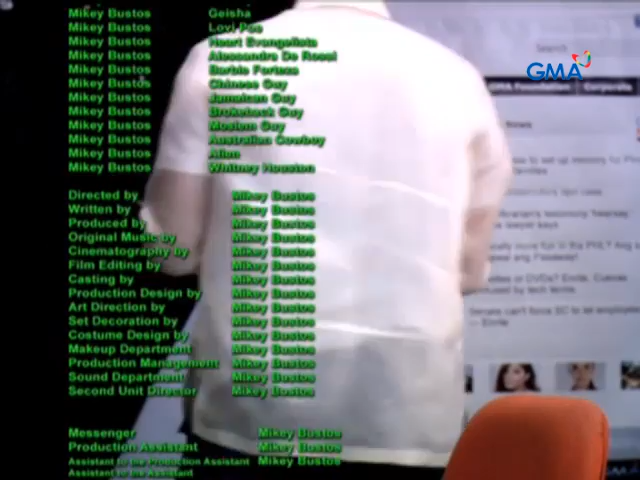 Mikey Bustos Geisha
Mikey Bustos Lovi Poe
Mikey Bustos Heart Evangelista
Mikey Bustos Alessandra De Rossi
Mikey Bustos Barbie Forteza
Mikey Bustos Chinese Guy
Mikey Bustos Jamaican Guy
Mikey Bustos Brokeback Guy
Mikey Bustos Moslem Guy
Mikey Bustos Australian Cowboy
Mikey Bustos Alien
Mikey Bustos Whitney Houston
Directed by Mikey Bustos
Written by Mikey Bustos
Produced by Mikey Bustos
Original Music by Mikey Bustos
Cinematography by Mikey Bustos
Film Editing by Mikey Bustos
Casting by Mikey Bustos
Production Design by Mikey Bustos
Art Direction by Mikey Bustos
Set Decoration by Mikey Bustos
Costume Design by Mikey Bustos
Makeup Department Mikey Bustos
Production Management Mikey Bustos
Sound Department Mikey Bustos
Second Unit Director Mikey Bustos
Messenger Mikey Bustos
Production Assistant Mikey Bustos
Assistant to the Production Assistant Mikey Bustos
Assistant to the Assistant
GMA
Search
GMA Foundation Corporate
News